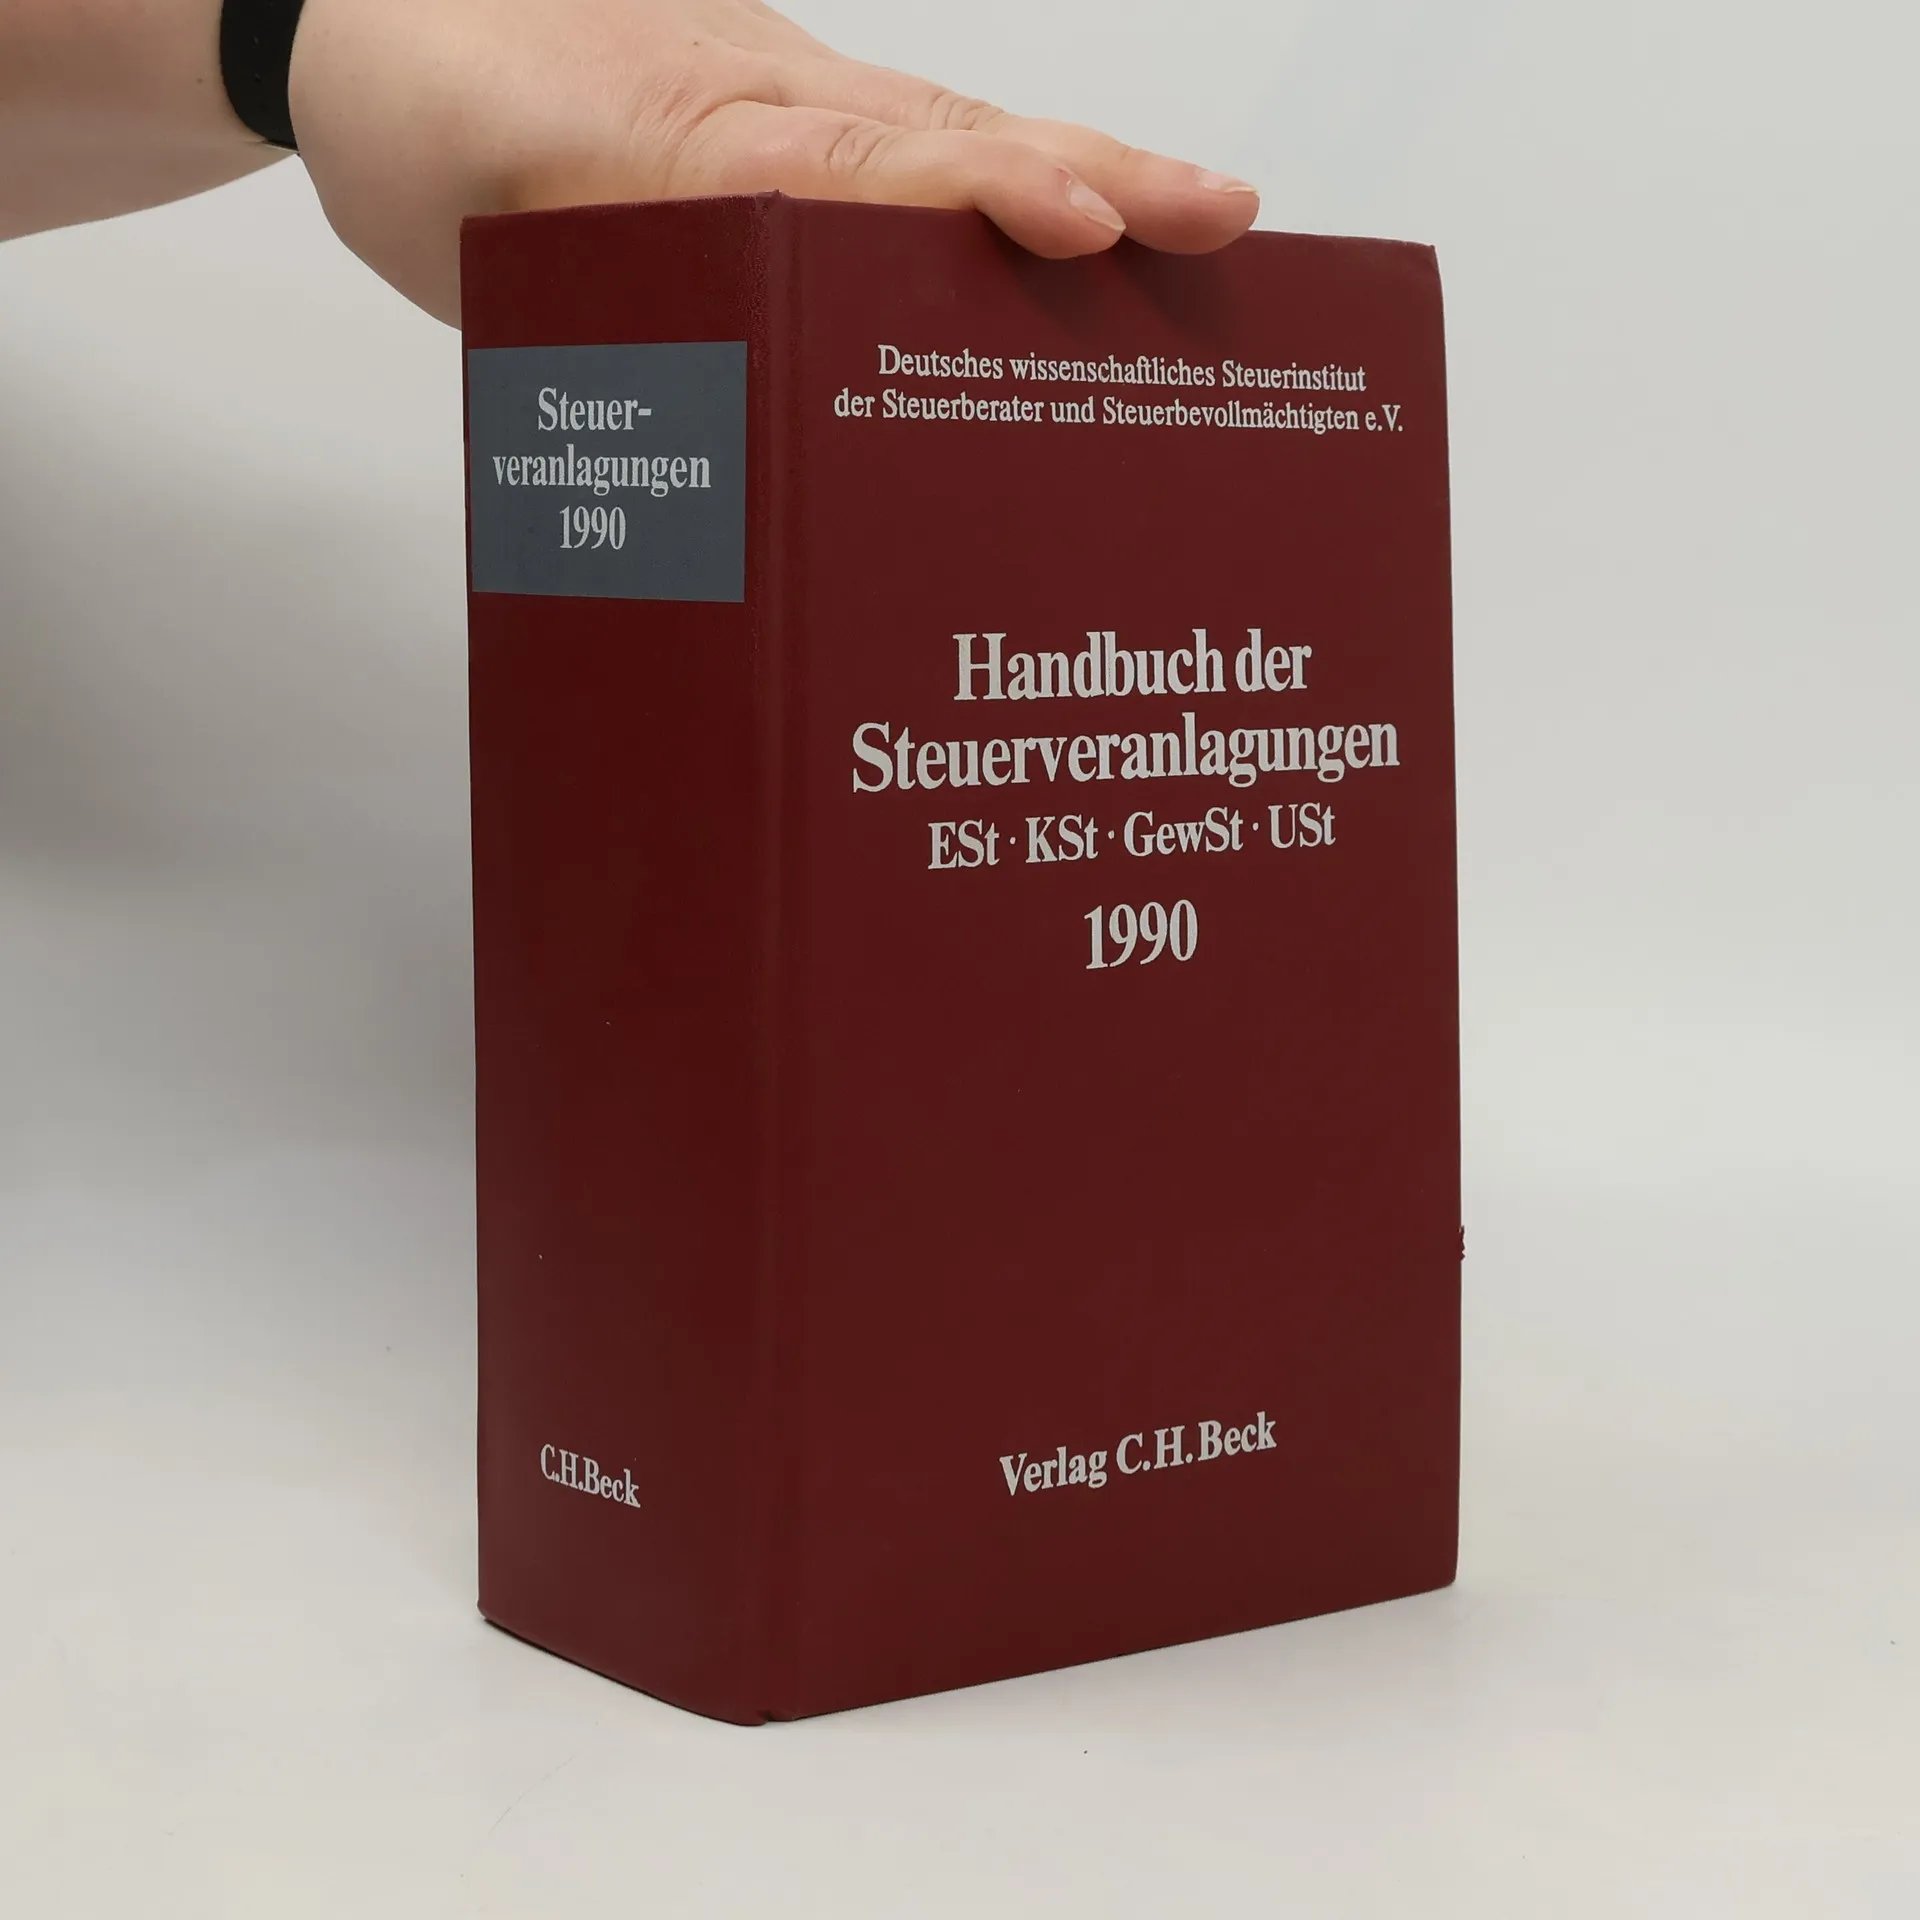 Steuer-
veranlagungen
1990
C.H.Beck
Deutsches wissenschaftliches Steuerinstitut
der Steuerberater und Steuerbevollmächtigten e.V.
Handbuch der
Steuerveranlagungen
ESt · KSt · GewSt · USt
1990
Verlag C.H.Beck